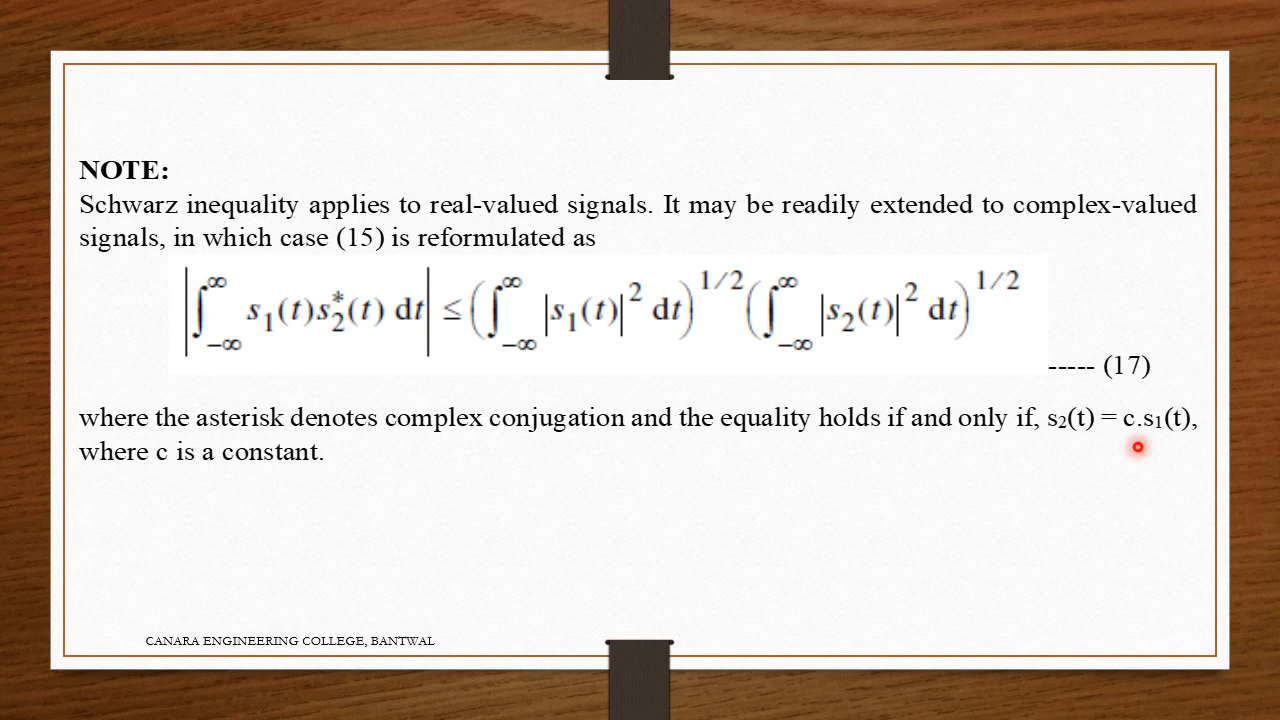 NOTE:
Schwarz inequality applies to real-valued signals. It may be readily extended to complex-valued
signals, in which case (15) is reformulated as
|∫_{-∞}^{∞} s₁(t)s₂*(t) dt| ≤ (∫_{-∞}^{∞} |s₁(t)|² dt)^{1/2} (∫_{-∞}^{∞} |s₂(t)|² dt)^{1/2}
----- (17)
where the asterisk denotes complex conjugation and the equality holds if and only if, s₂(t) = c.s₁(t),
where c is a constant.
CANARA ENGINEERING COLLEGE, BANTWAL